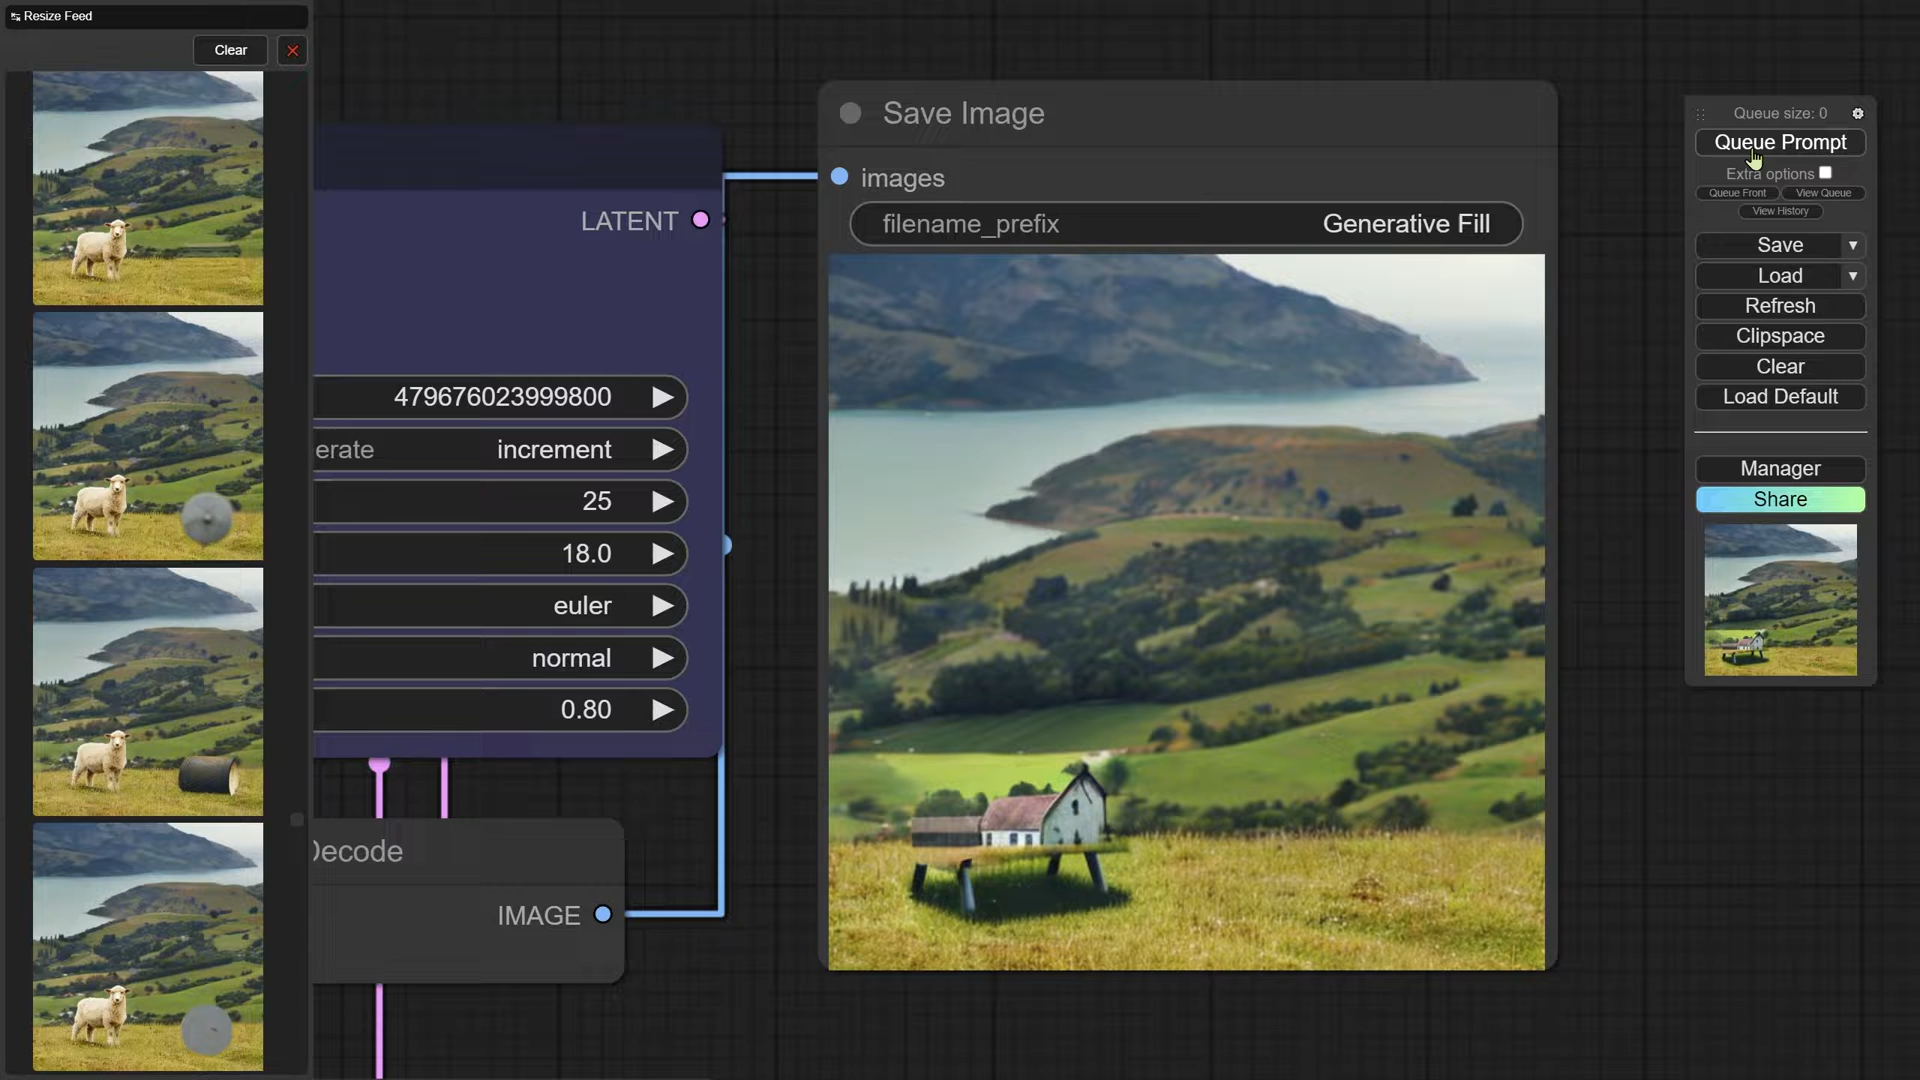 Resize Feed
Clear
LATENT
479676023999800
erate increment
25
18.0
euler
normal
0.80
Decode
IMAGE
Save Image
images
filename_prefix Generative Fill
Queue size: 0
Queue Prompt
Extra options
Queue Front View Queue
View History
Save
Load
Refresh
Clipspace
Clear
Load Default
Manager
Share